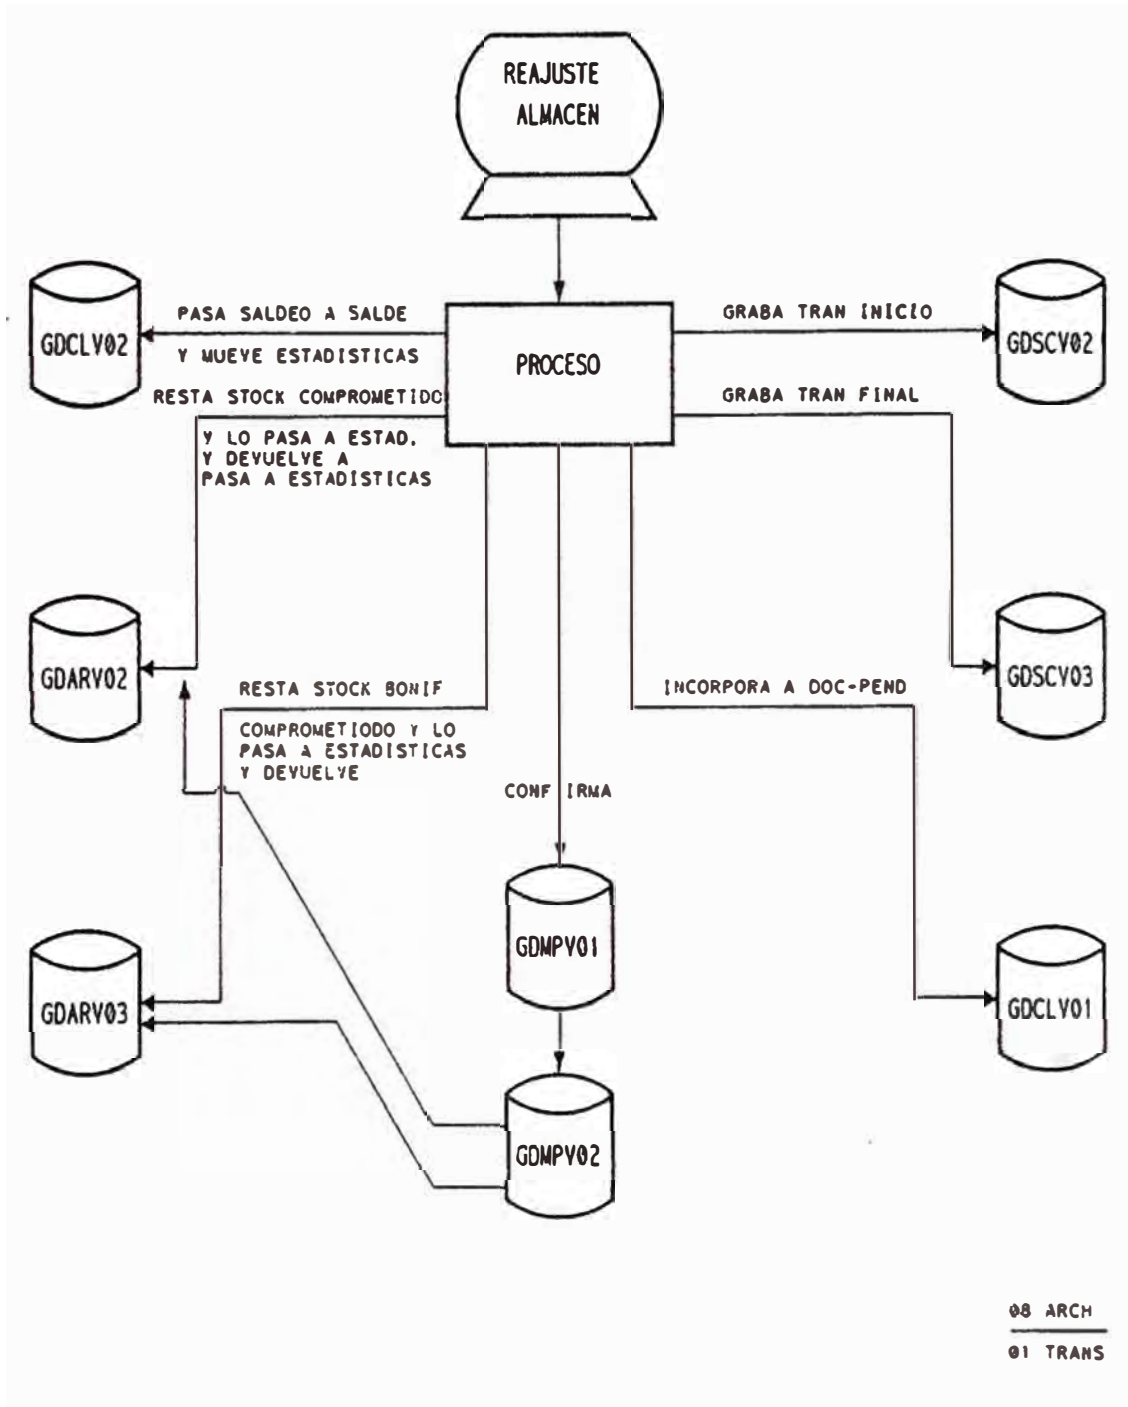 REAJUSTE
ALMACEN
PASA SALDEO A SALDE
GRABA TRAN INICIO
GDCLV02
Y MUEVE ESTADISTICAS
PROCESO
GDSCV02
RESTA STOCK COMPROMETIDO
GRABA TRAN FINAL
Y LO PASA A ESTAD.
Y DEVUELVE A
PASA A ESTADISTICAS
GDARV02
RESTA STOCK BONIF
INCORPORA A DOC-PEND
GDSCV03
COMPROMETIODO Y LO
PASA A ESTADISTICAS
Y DEVUELVE
CONFIRMA
GDMPV01
GDARV03
GDCLV01
GDMPV02
08 ARCH
01 TRANS